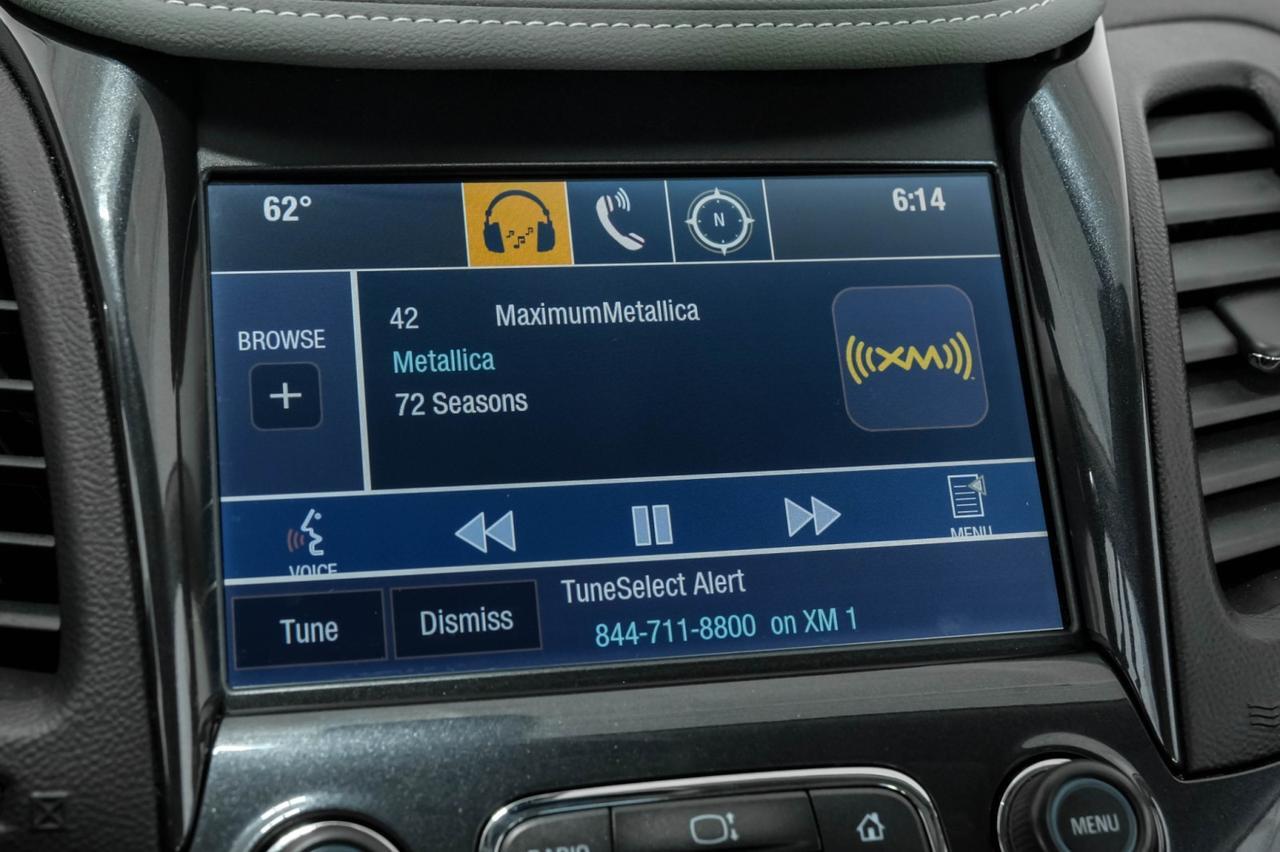 62°
N
6:14
BROWSE
+
42 MaximumMetallica
Metallica
72 Seasons
XM
VOICE
MENU
Tune
Dismiss
TuneSelect Alert
844-711-8800 on XM 1
RADIO
MENU